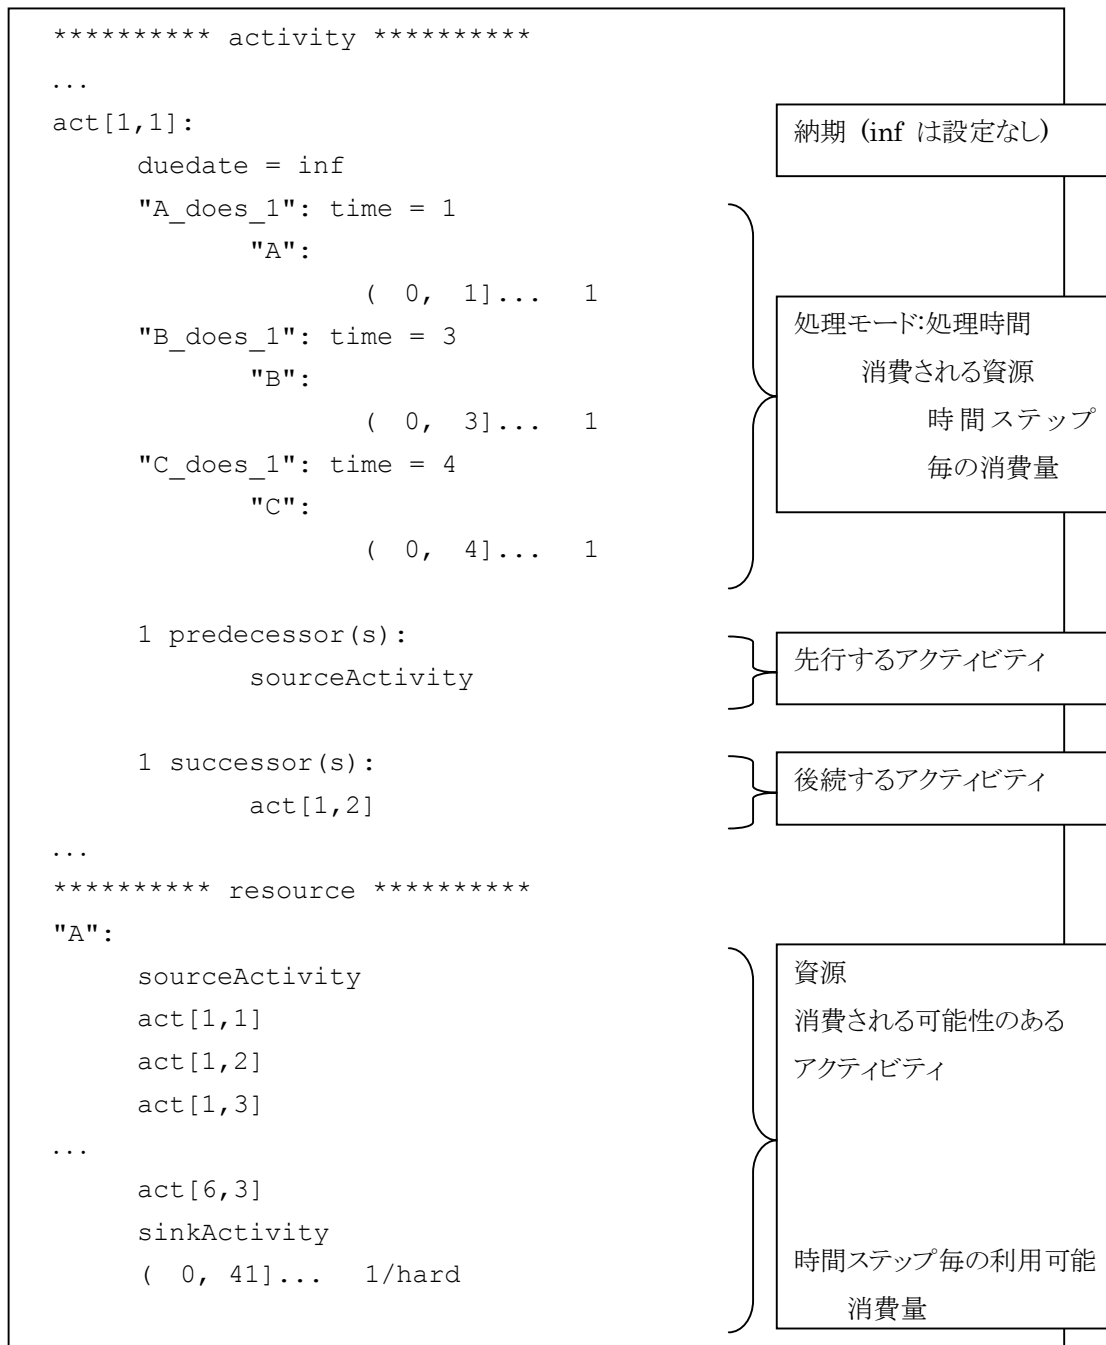 ********** activity **********
...
act[1,1]:
納期 (inf は設定なし)
duedate = inf
"A_does_1": time = 1
"A":
( 0, 1]... 1
"B_does_1": time = 3
"B":
( 0, 3]... 1
"C_does_1": time = 4
"C":
( 0, 4]... 1
処理モード:処理時間
消費される資源
時間ステップ
毎の消費量
1 predecessor(s):
sourceActivity
先行するアクティビティ
1 successor(s):
act[1,2]
後続するアクティビティ
...
********** resource **********
"A":
sourceActivity
act[1,1]
act[1,2]
act[1,3]
...
act[6,3]
sinkActivity
( 0, 41]... 1/hard
資源
消費される可能性のある
アクティビティ
時間ステップ毎の利用可能
消費量